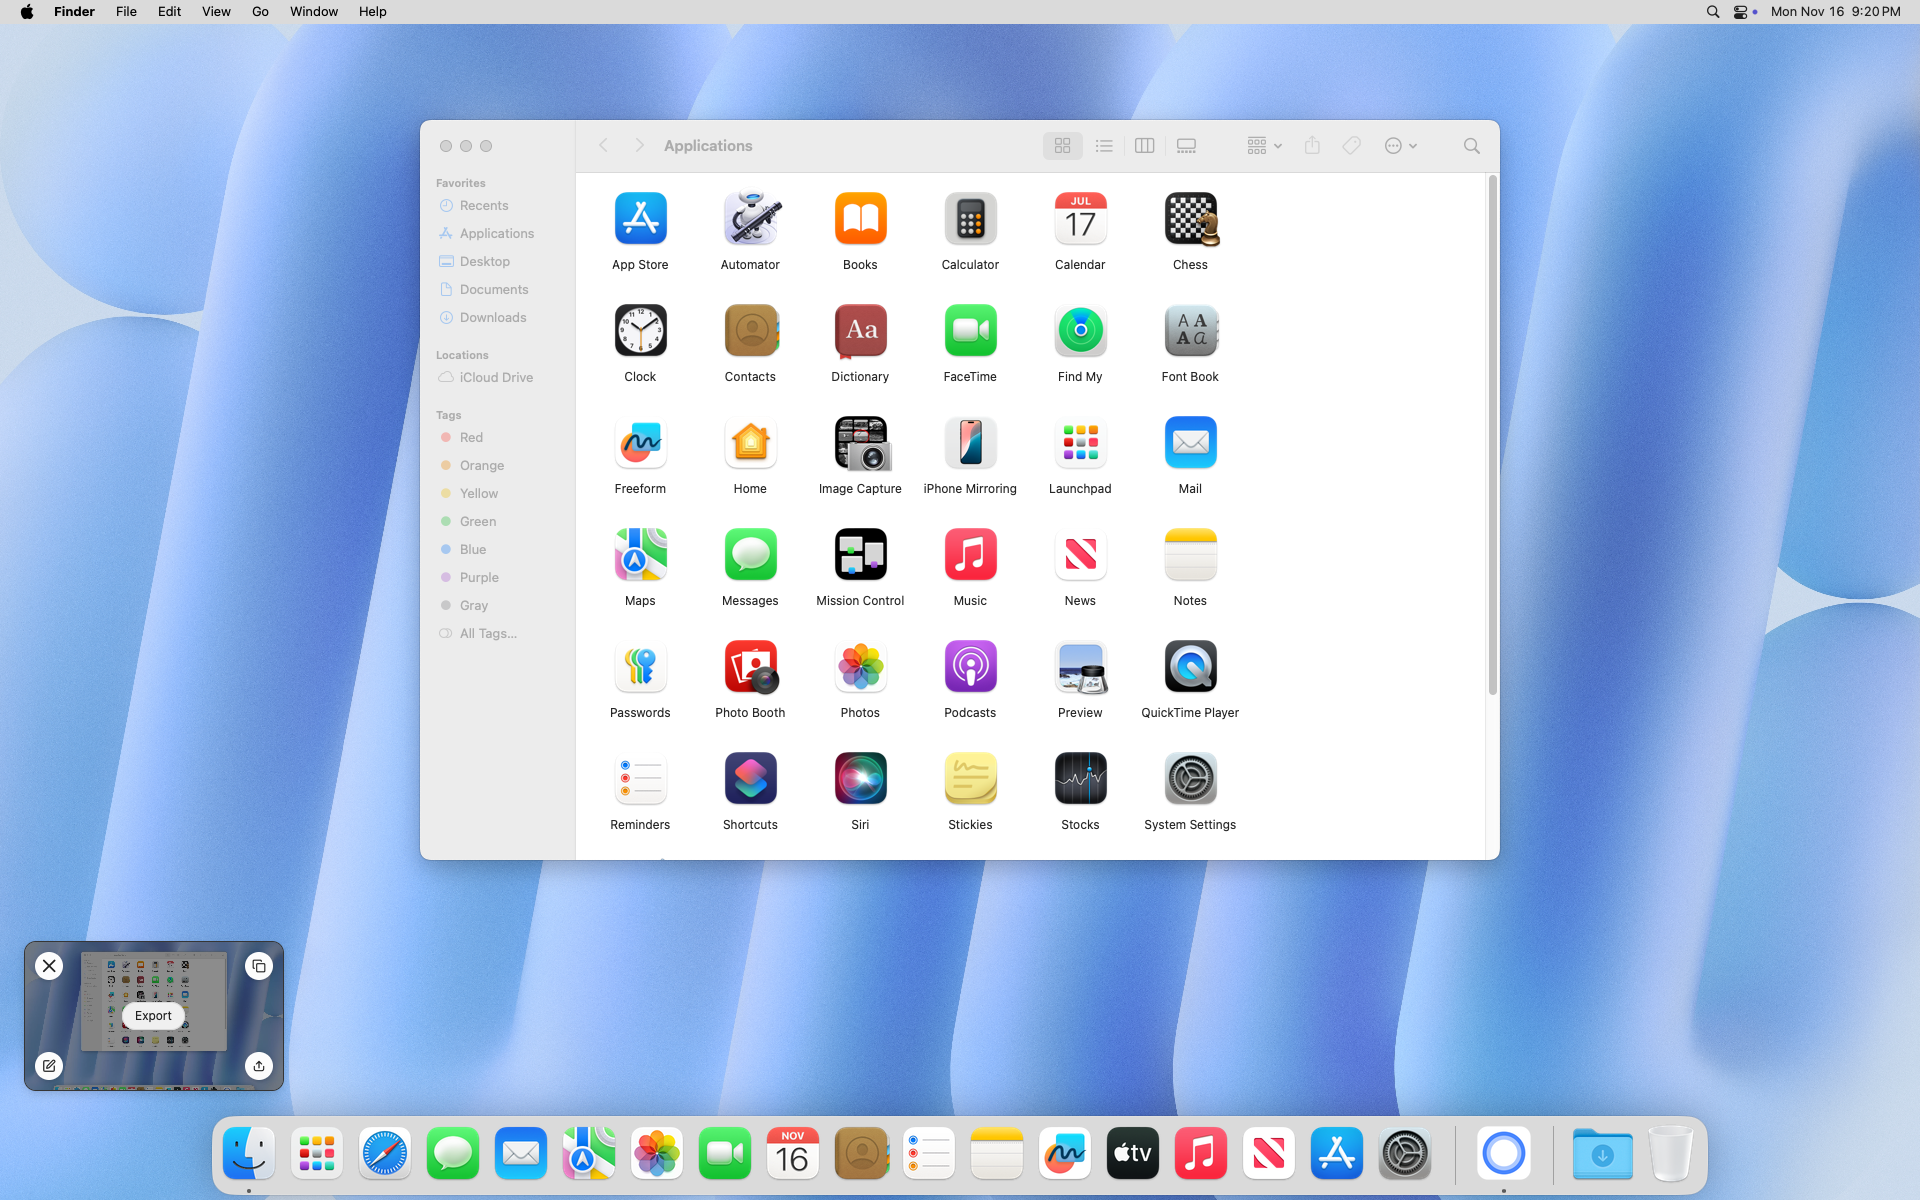 Finder File Edit View Go Window Help
Mon Nov 16 9:20 PM
Applications
Favorites
Recents
Applications
Desktop
Documents
Downloads
Locations
iCloud Drive
Tags
Red
Orange
Yellow
Green
Blue
Purple
Gray
All Tags...
JUL
17
App Store Automator Books Calculator Calendar Chess
Aa
A A
A a
Clock Contacts Dictionary FaceTime Find My Font Book
Freeform Home Image Capture iPhone Mirroring Launchpad Mail
Maps Messages Mission Control Music News Notes
Passwords Photo Booth Photos Podcasts Preview QuickTime Player
Reminders Shortcuts Siri Stickies Stocks System Settings
Export
NOV
16
tv